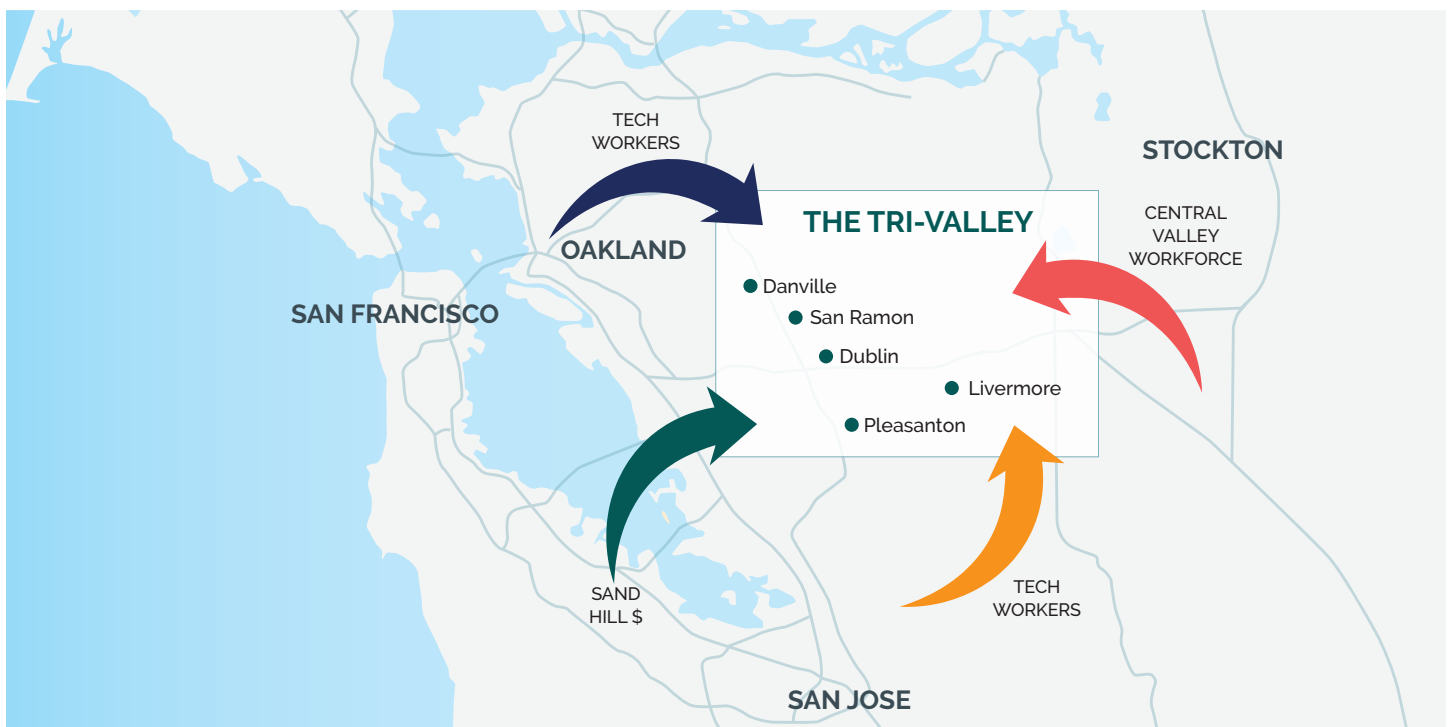 TECH
WORKERS
STOCKTON
THE TRI-VALLEY
CENTRAL
VALLEY
WORKFORCE
OAKLAND
SAN FRANCISCO
Danville
San Ramon
Dublin
Livermore
Pleasanton
SAND
HILL $
TECH
WORKERS
SAN JOSE